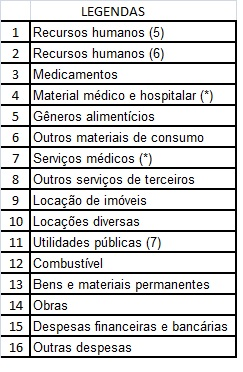 LEGENDAS
1 Recursos humanos (5)
2 Recursos humanos (6)
3 Medicamentos
4 Material médico e hospitalar (*)
5 Gêneros alimentícios
6 Outros materiais de consumo
7 Serviços médicos (*)
8 Outros serviços de terceiros
9 Locação de imóveis
10 Locações diversas
11 Utilidades públicas (7)
12 Combustível
13 Bens e materiais permanentes
14 Obras
15 Despesas financeiras e bancárias
16 Outras despesas